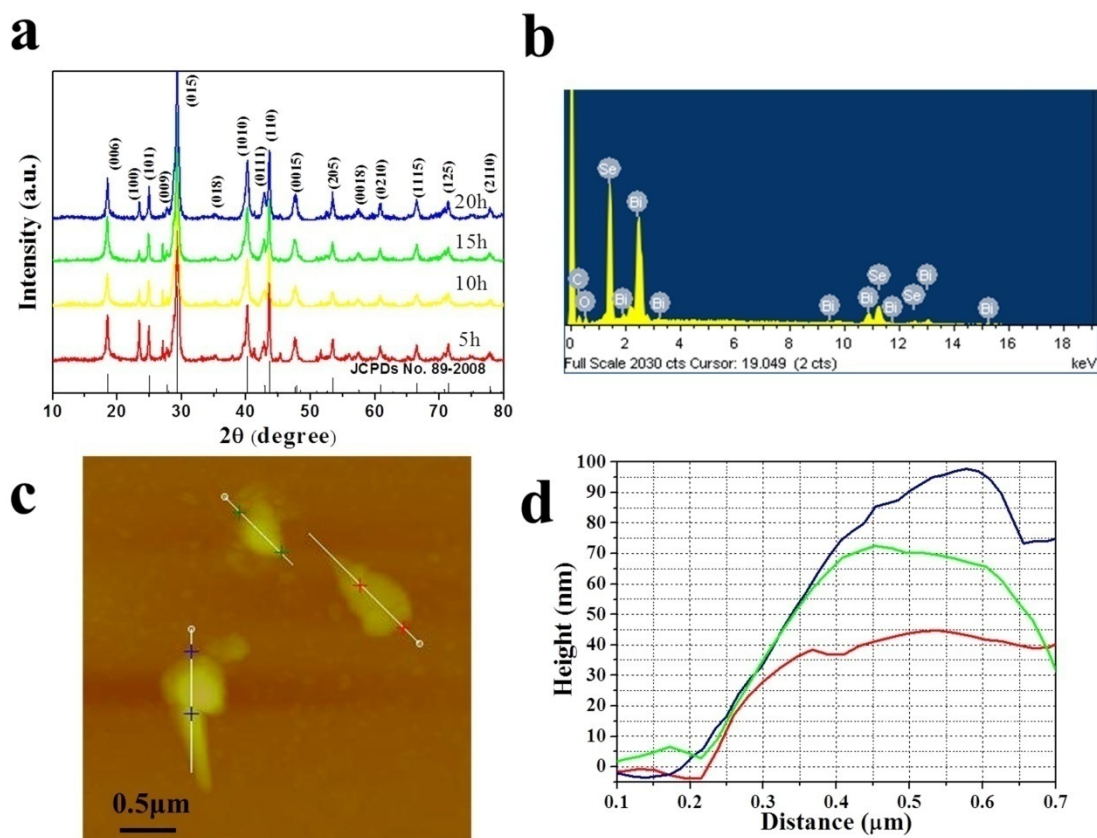 a
(006)
(100)
(101)
(009)
(015)
(018)
(1010)
(0111)
(110)
(0015)
(205)
(0018)
(0210)
(1115)
(125)
(2110)
20h
15h
10h
5h
JCPDs No. 89-2008
Intensity (a.u.)
10 20 30 40 50 60 70 80
2θ (degree)
b
Se
Bi
C
O
Bi
Bi
Bi
Bi
Se
Bi
Se
Bi
Bi
0 2 4 6 8 10 12 14 16 18
Full Scale 2030 cts Cursor: 19.049 (2 cts) keV
c
0.5μm
d
100
90
80
70
60
50
40
30
20
10
0
Height (nm)
0.1 0.2 0.3 0.4 0.5 0.6 0.7
Distance (μm)